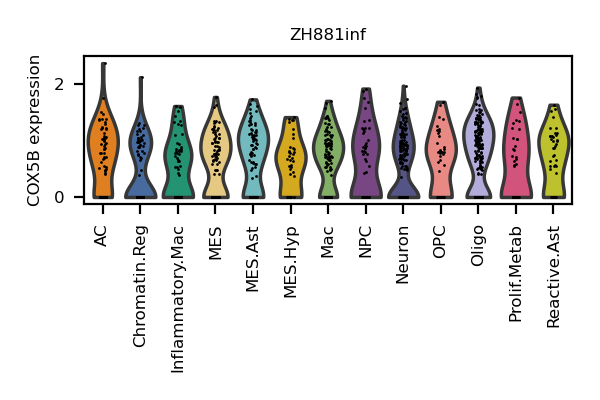 ZH881inf
COX5B expression
2
0
AC
Chromatin.Reg
Inflammatory.Mac
MES
MES.Ast
MES.Hyp
Mac
NPC
Neuron
OPC
Oligo
Prolif.Metab
Reactive.Ast